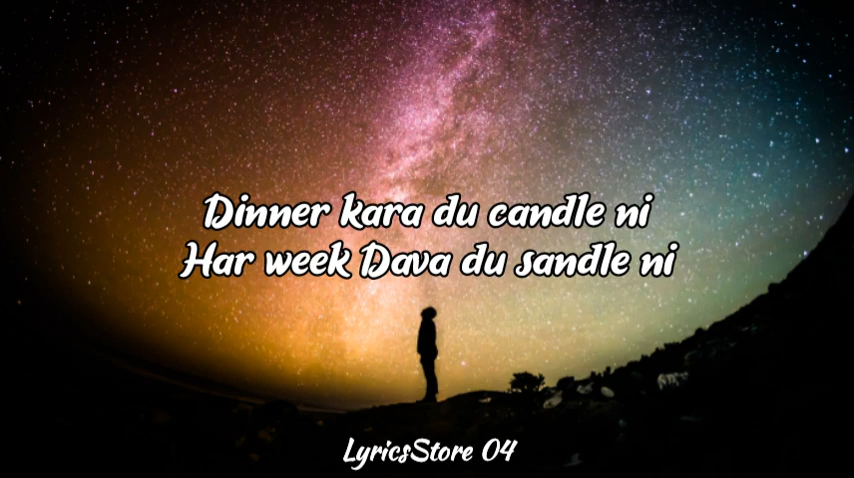 Dinner kara du candle ni
Har week Dava du sandle ni
LyricsStore 04